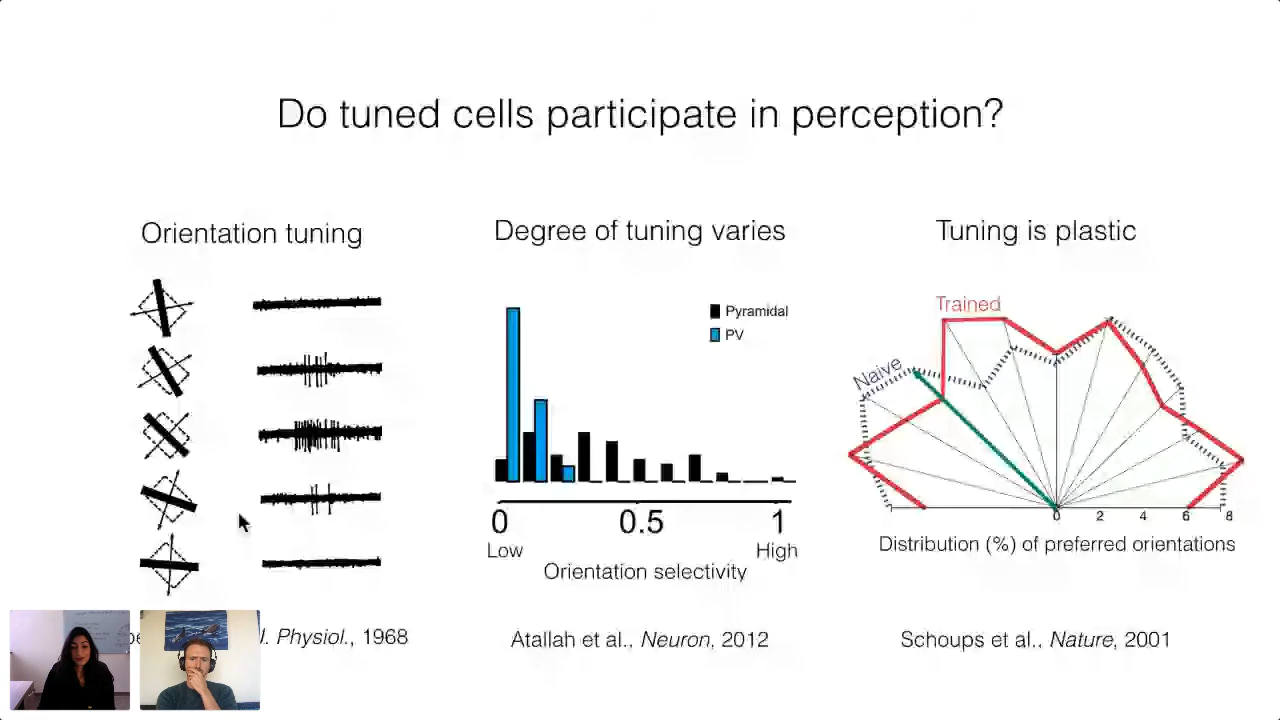 Do tuned cells participate in perception?
Orientation tuning
l. Physiol., 1968
Degree of tuning varies
Pyramidal
PV
0 0.5 1
Low High
Orientation selectivity
Atallah et al., Neuron, 2012
Tuning is plastic
Trained
Naive
0 2 4 6 8
Distribution (%) of preferred orientations
Schoups et al., Nature, 2001